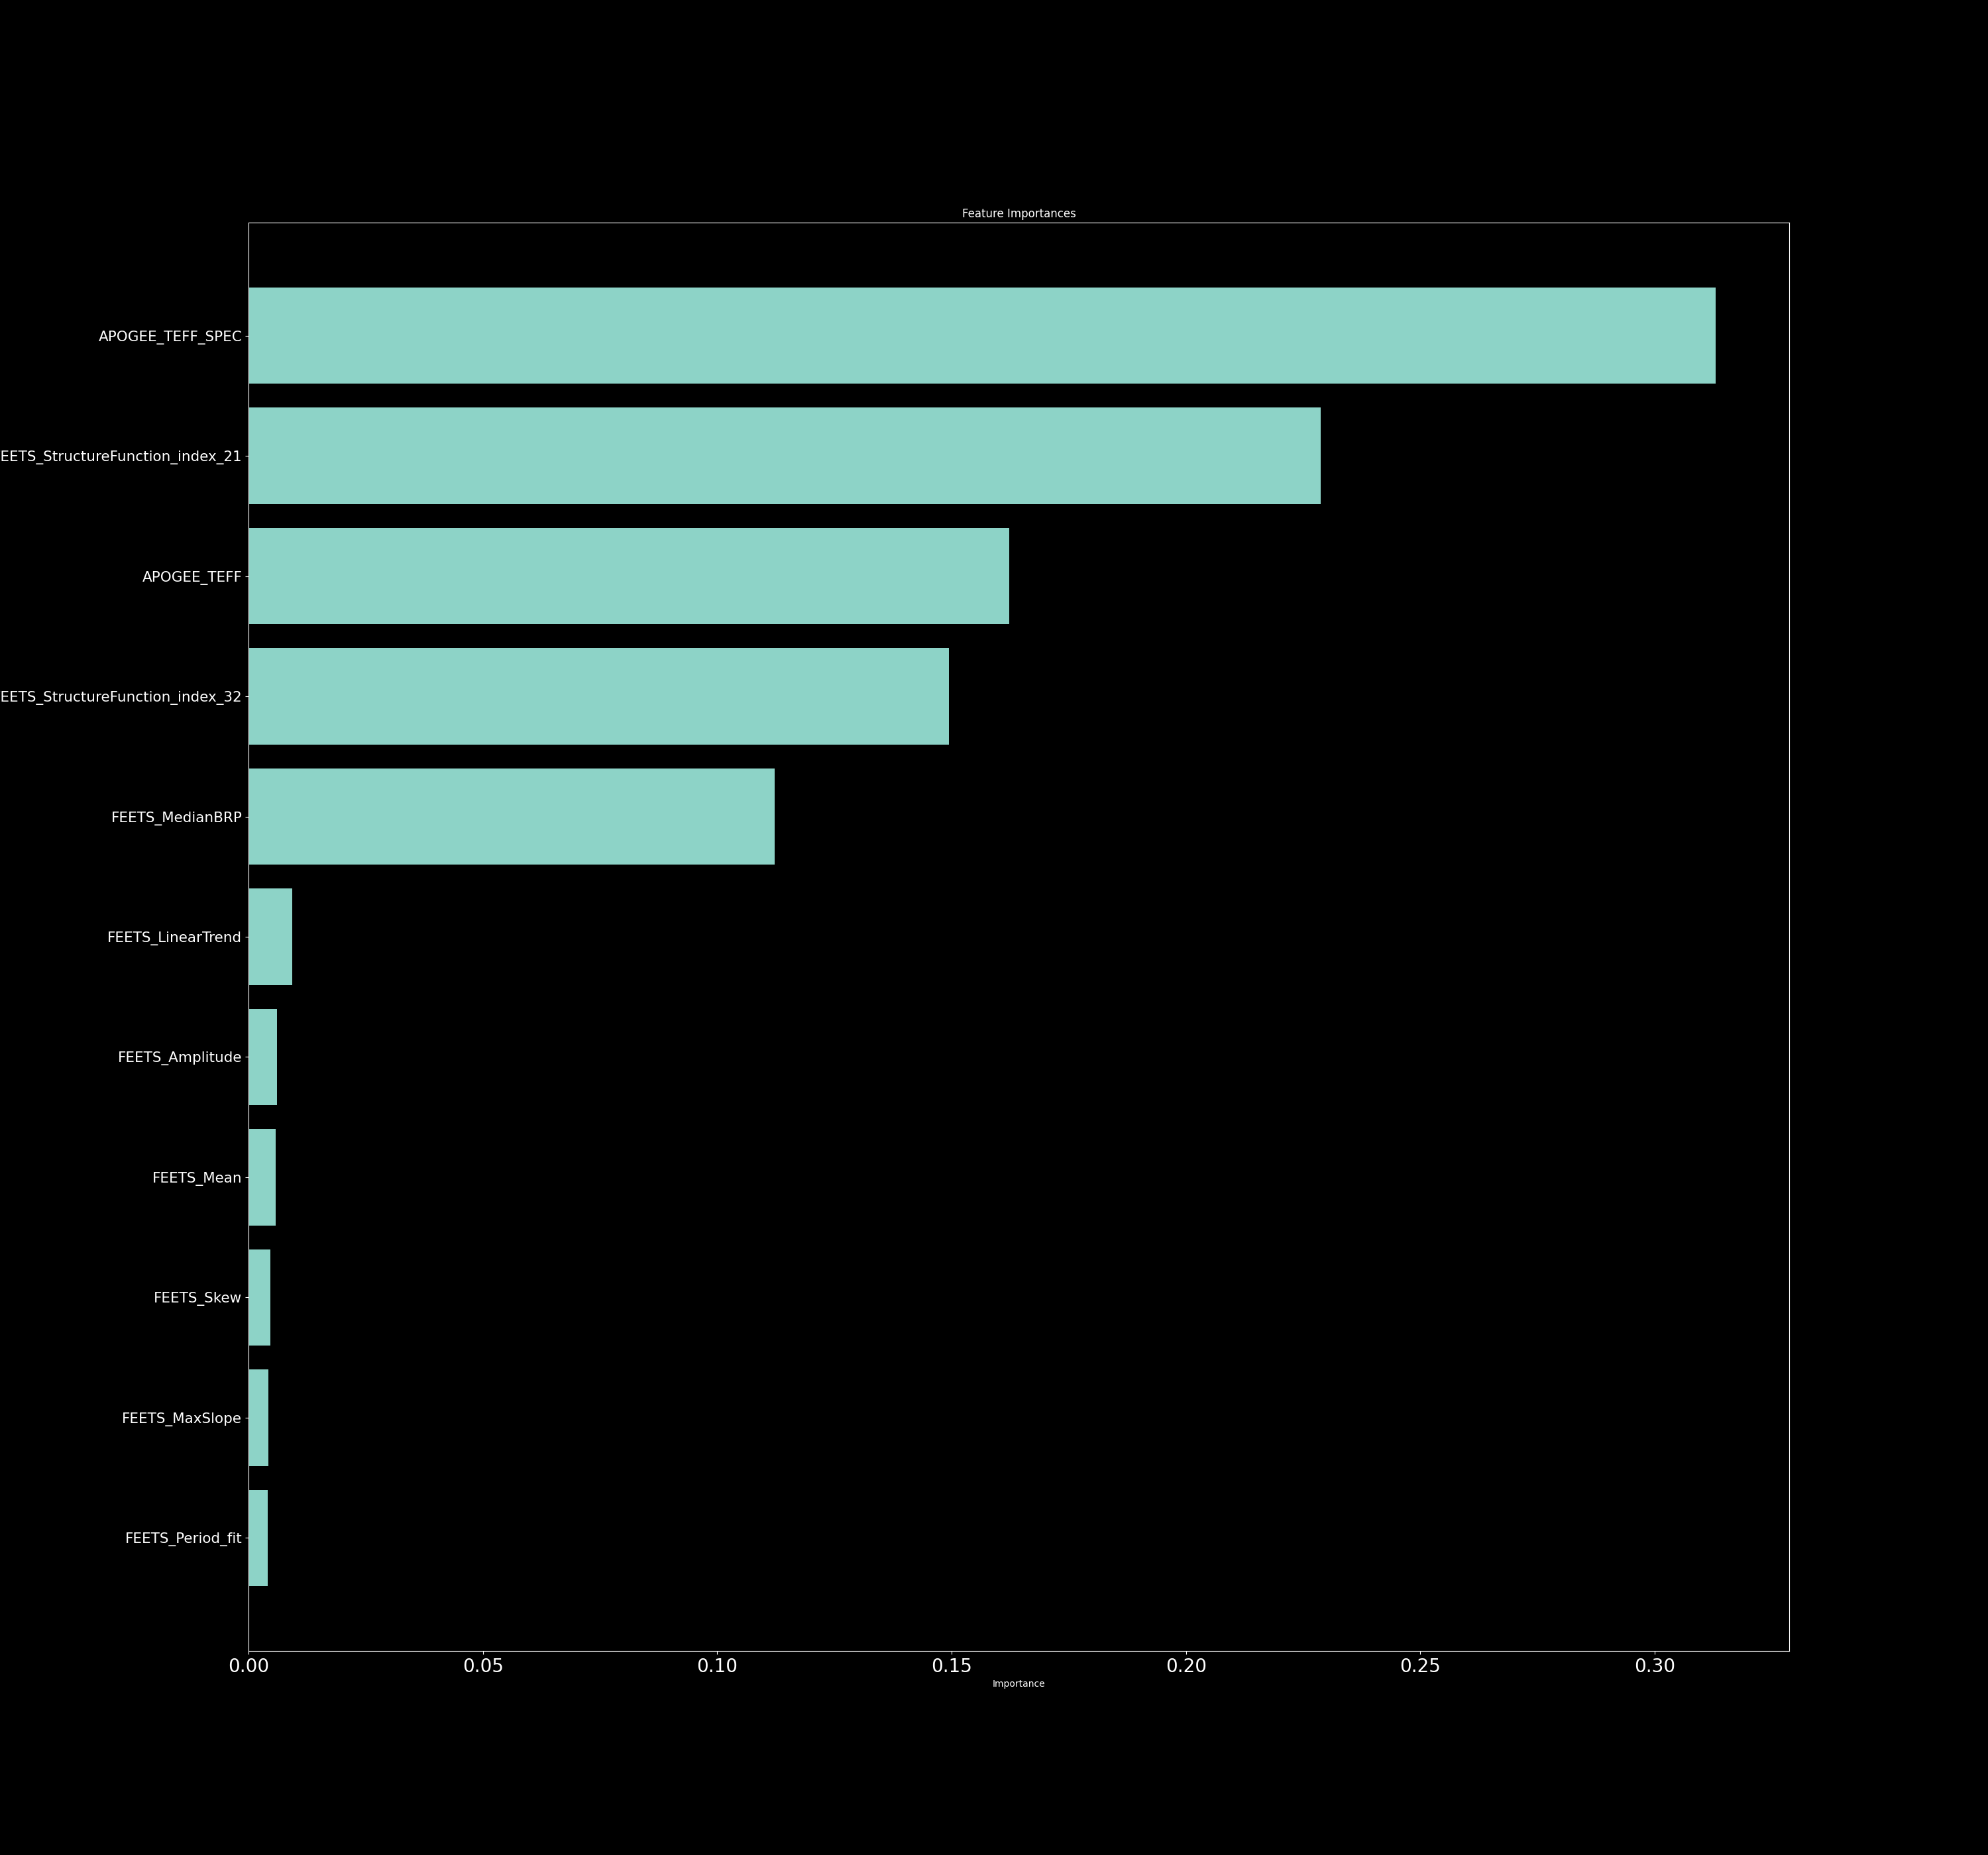 Feature Importances
APOGEE_TEFF_SPEC
EETS_StructureFunction_index_21
APOGEE_TEFF
EETS_StructureFunction_index_32
FEETS_MedianBRP
FEETS_LinearTrend
FEETS_Amplitude
FEETS_Mean
FEETS_Skew
FEETS_MaxSlope
FEETS_Period_fit
0.00 0.05 0.10 0.15 0.20 0.25 0.30
Importance